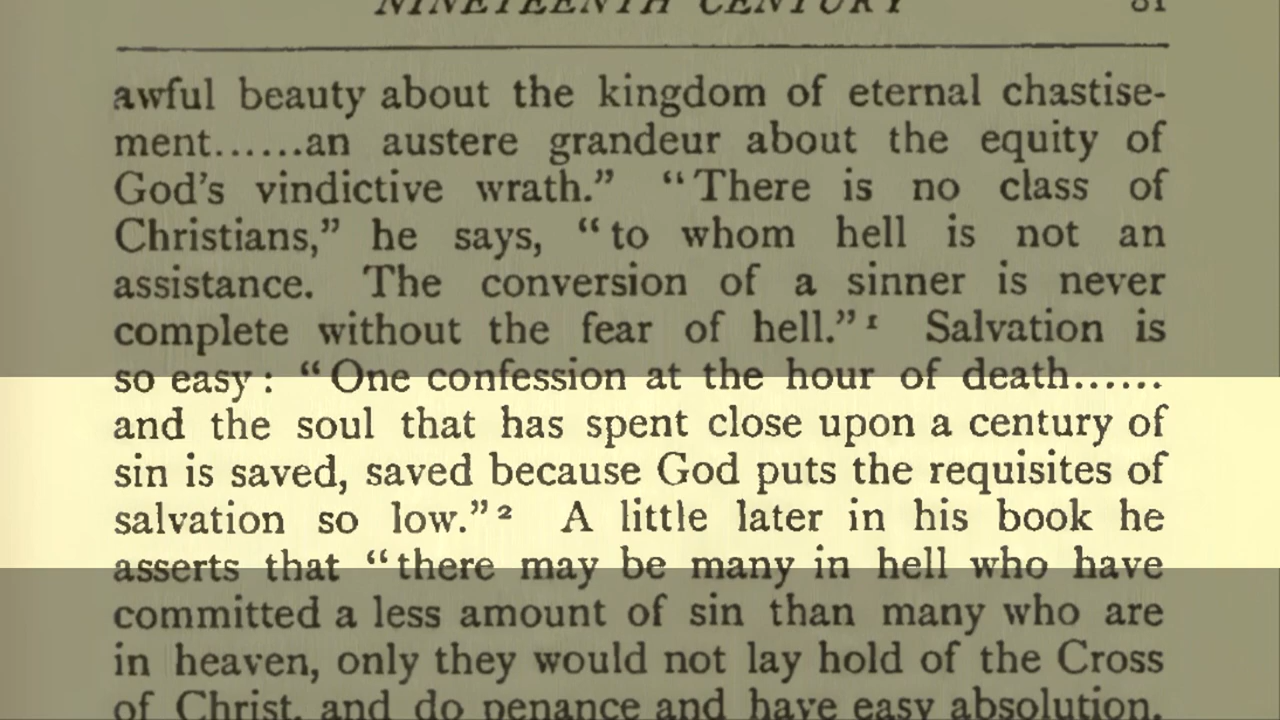 NINETEENTH CENTURY 81
awful beauty about the kingdom of eternal chastise-
ment......an austere grandeur about the equity of
God's vindictive wrath.” “There is no class of
Christians,” he says, “to whom hell is not an
assistance. The conversion of a sinner is never
complete without the fear of hell.”¹ Salvation is
so easy: “One confession at the hour of death......
and the soul that has spent close upon a century of
sin is saved, saved because God puts the requisites of
salvation so low.”² A little later in his book he
asserts that “there may be many in hell who have
committed a less amount of sin than many who are
in heaven, only they would not lay hold of the Cross
of Christ, and do penance and have easy absolution.